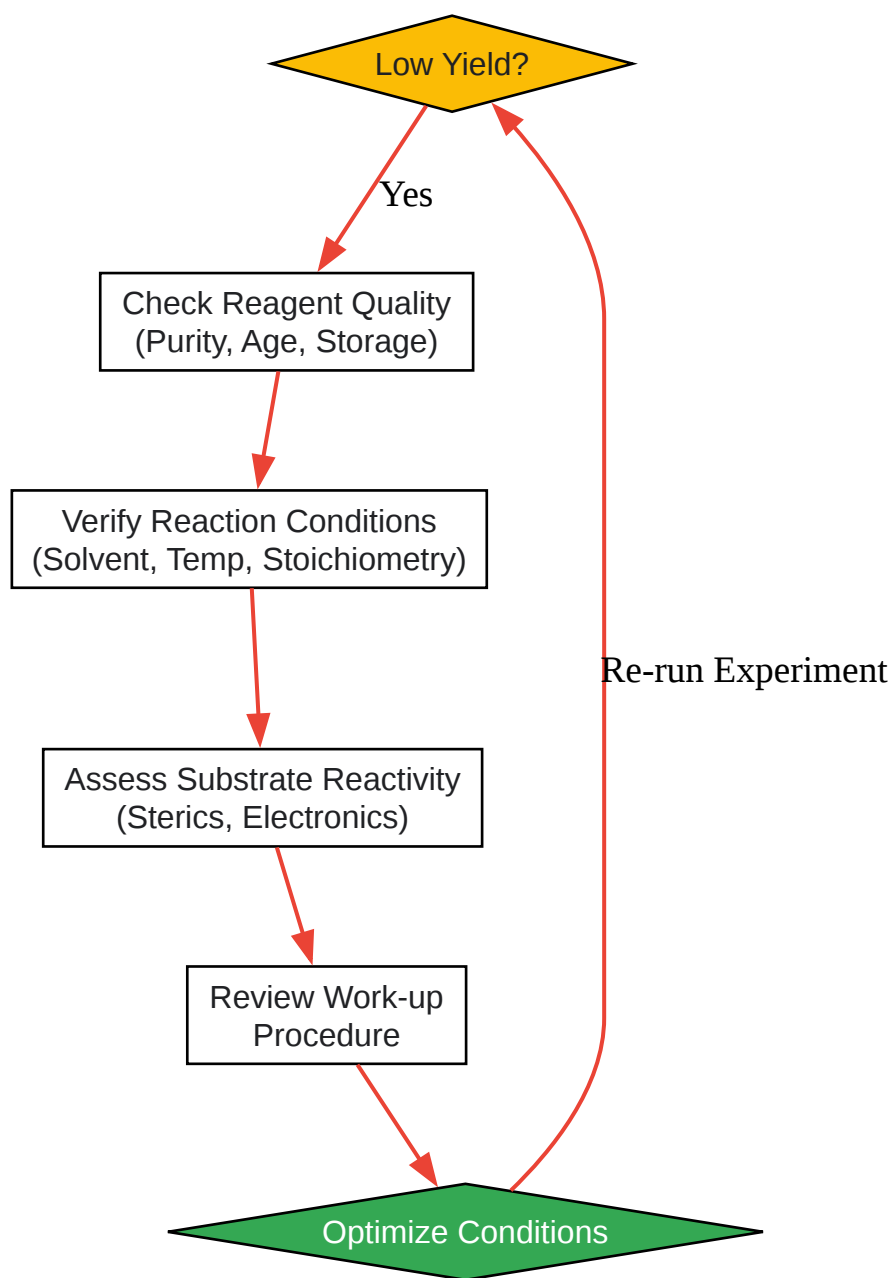 Low Yield?
Yes
Check Reagent Quality
(Purity, Age, Storage)
Verify Reaction Conditions
(Solvent, Temp, Stoichiometry)
Re-run Experiment
Assess Substrate Reactivity
(Sterics, Electronics)
Review Work-up
Procedure
Optimize Conditions